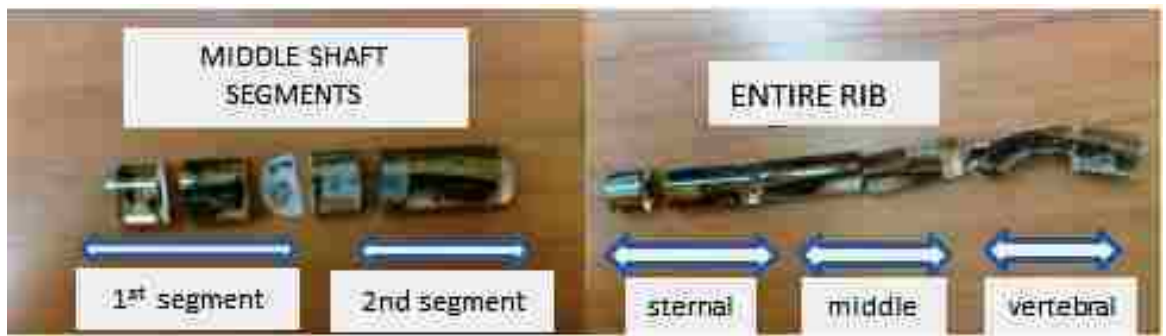 MIDDLE SHAFT
SEGMENTS
ENTIRE RIB
1st segment
2nd segment
sternal
middle
vertebral